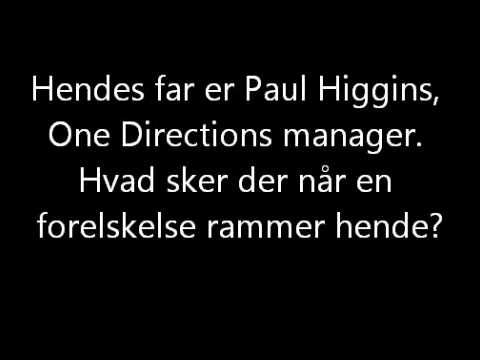 Hendes far er Paul Higgins,
One Directions manager.
Hvad sker der når en
forelskelse rammer hende?